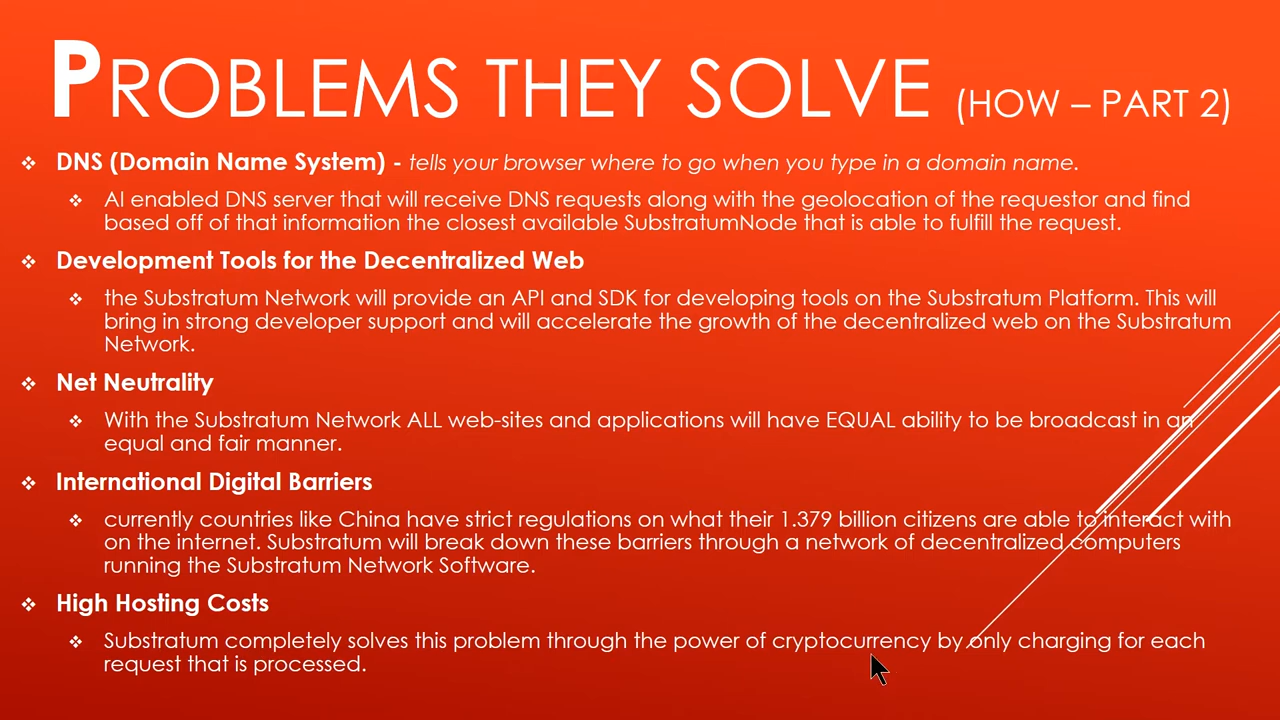 PROBLEMS THEY SOLVE (HOW – PART 2)
❖ DNS (Domain Name System) - tells your browser where to go when you type in a domain name.
❖ AI enabled DNS server that will receive DNS requests along with the geolocation of the requestor and find
based off of that information the closest available SubstratumNode that is able to fulfill the request.
❖ Development Tools for the Decentralized Web
❖ the Substratum Network will provide an API and SDK for developing tools on the Substratum Platform. This will
bring in strong developer support and will accelerate the growth of the decentralized web on the Substratum
Network.
❖ Net Neutrality
❖ With the Substratum Network ALL web-sites and applications will have EQUAL ability to be broadcast in an
equal and fair manner.
❖ International Digital Barriers
❖ currently countries like China have strict regulations on what their 1.379 billion citizens are able to interact with
on the internet. Substratum will break down these barriers through a network of decentralized computers
running the Substratum Network Software.
❖ High Hosting Costs
❖ Substratum completely solves this problem through the power of cryptocurrency by only charging for each
request that is processed.